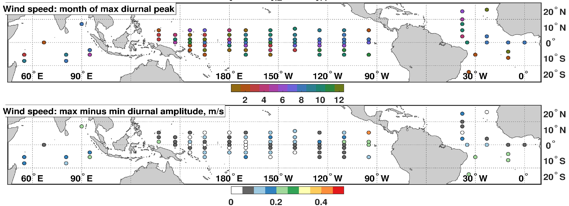 Wind speed: month of max diurnal peak
20° N
10° N
0°
10° S
20° S
60° E 90° E 180° E 150° W 120° W 90° W 30° W 0°
2 4 6 8 10 12
Wind speed: max minus min diurnal amplitude, m/s
20° N
10° N
0°
10° S
20° S
60° E 90° E 180° E 150° W 120° W 90° W 30° W 0°
0 0.2 0.4